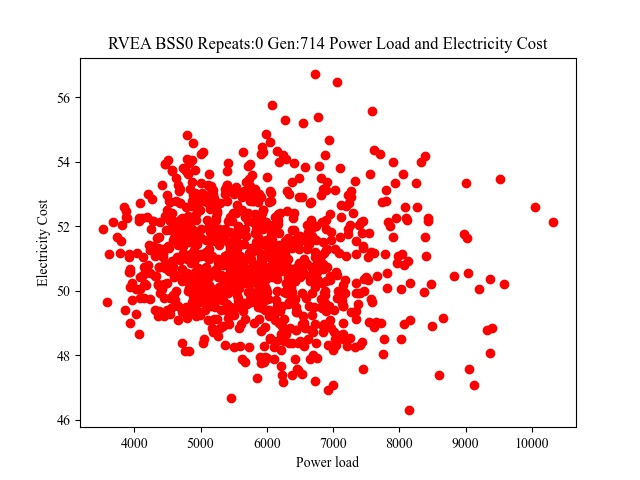 RVEA BSS0 Repeats:0 Gen:714 Power Load and Electricity Cost
56
54
52
50
48
46
Electricity Cost
4000 5000 6000 7000 8000 9000 10000
Power load